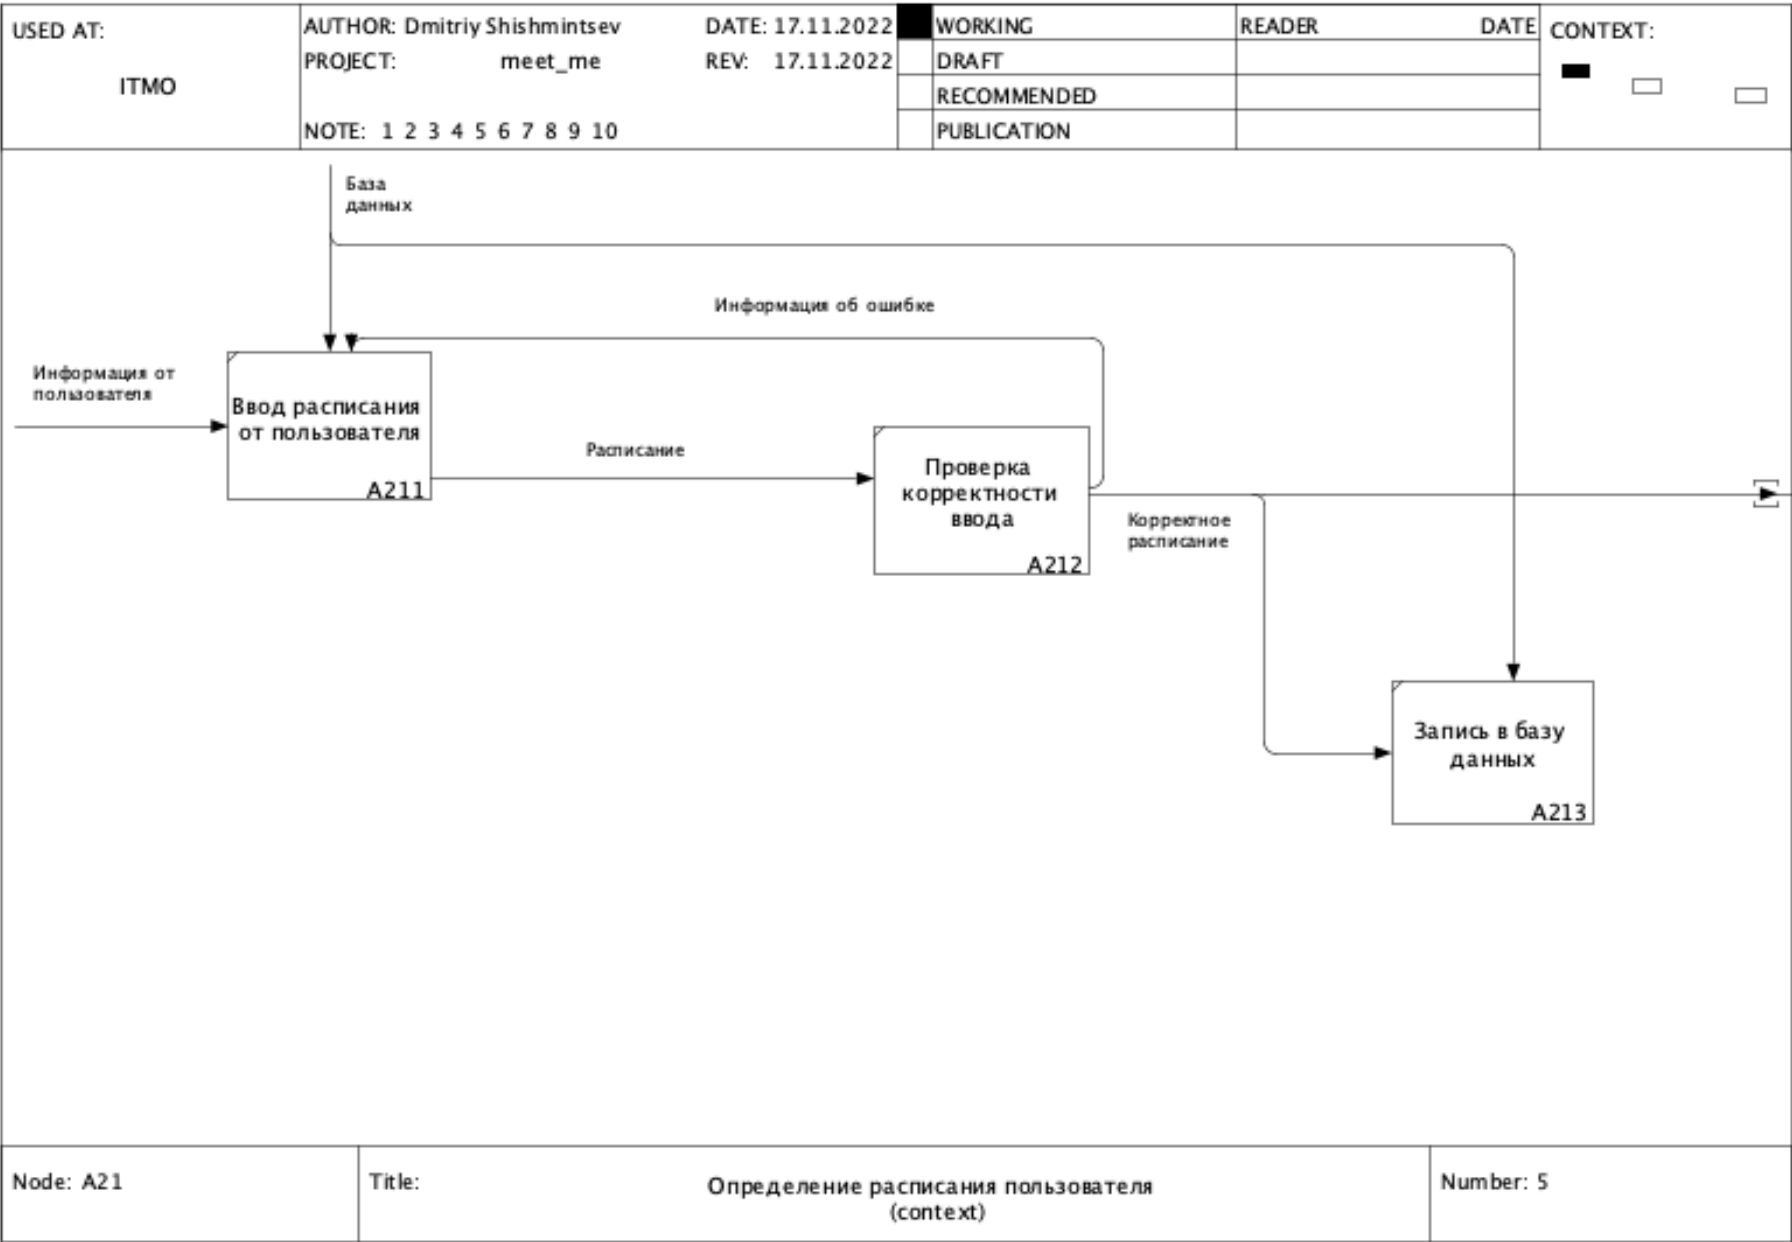 USED AT:
ITMO
AUTHOR: Dmitriy Shishmintsev
DATE: 17.11.2022
PROJECT: meet_me
REV: 17.11.2022
NOTE: 1 2 3 4 5 6 7 8 9 10
WORKING
DRAFT
RECOMMENDED
PUBLICATION
READER DATE
CONTEXT:
База
данных
Информация об ошибке
Информация от
пользователя
Ввод расписания
от пользователя
A211
Расписание
Проверка
корректности
ввода
A212
Корректное
расписание
Запись в базу
данных
A213
Node: A21
Title:
Определение расписания пользователя
(context)
Number: 5